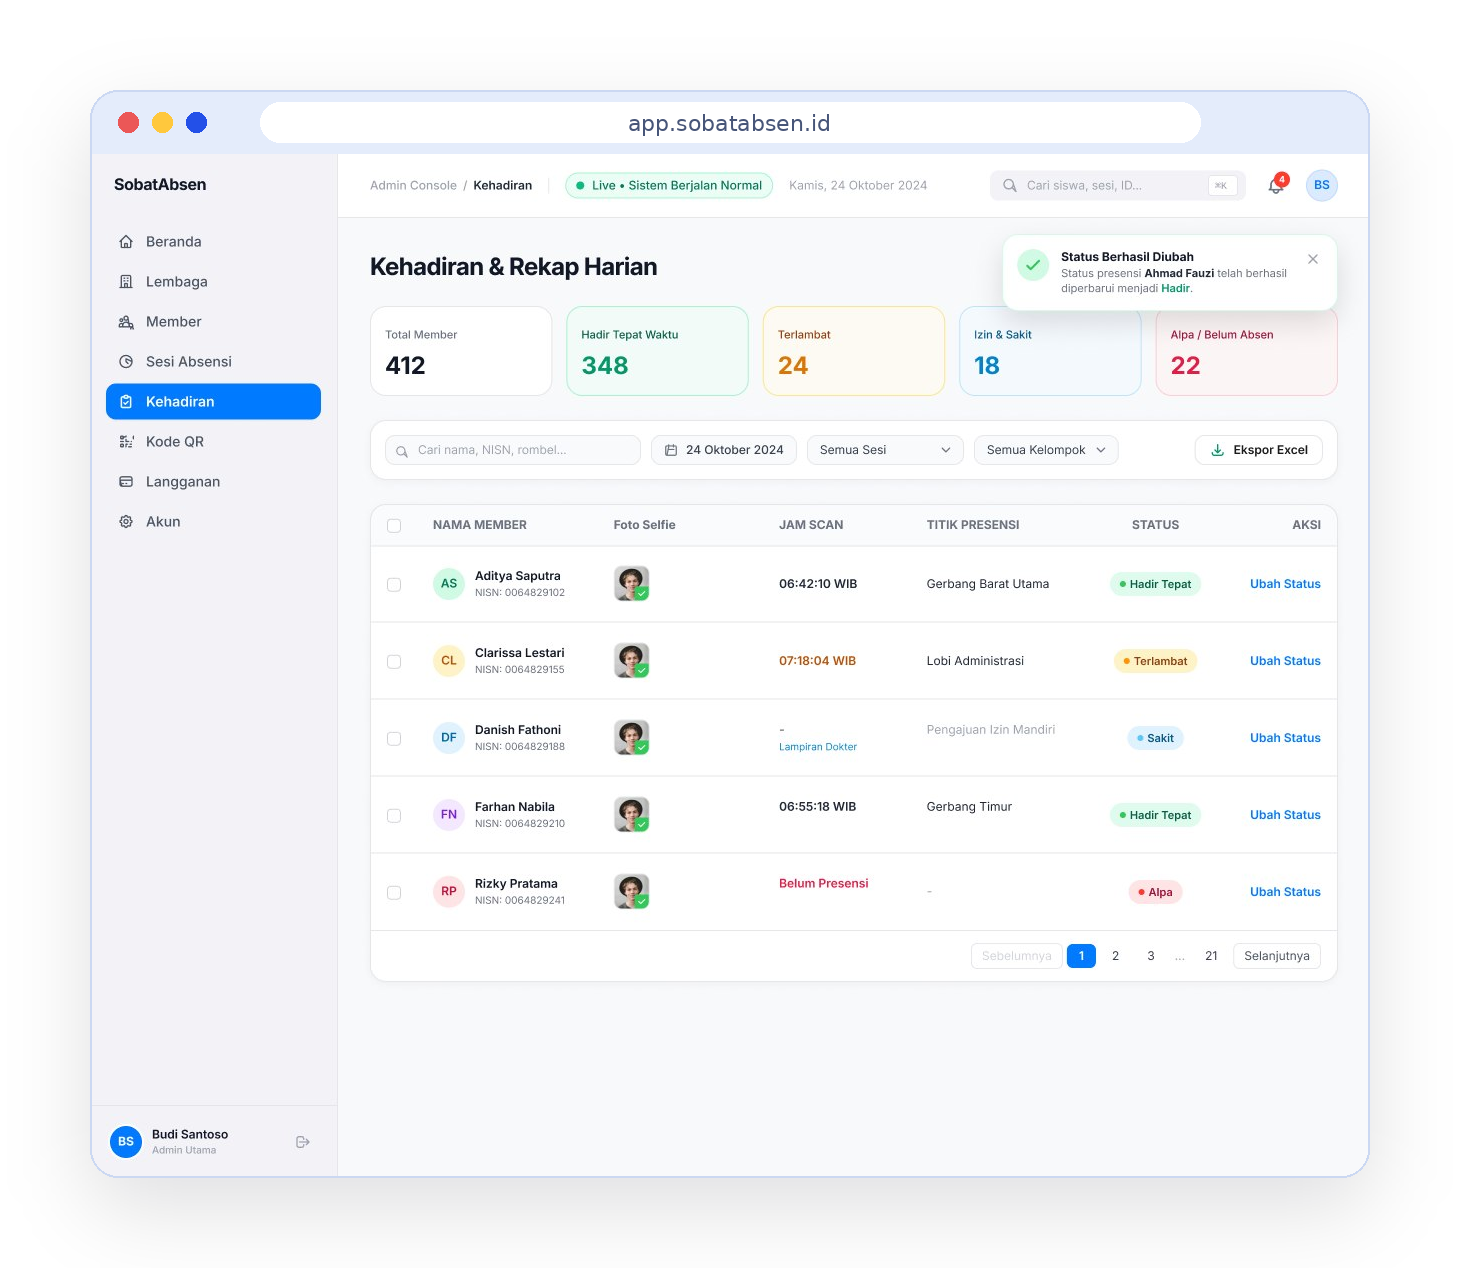 app.sobatabsen.id
SobatAbsen
Beranda
Lembaga
Member
Sesi Absensi
Kehadiran
Kode QR
Langganan
Akun
Budi Santoso
Admin Utama
BS
Admin Console / Kehadiran
Live • Sistem Berjalan Normal
Kamis, 24 Oktober 2024
Cari siswa, sesi, ID...
⌘K
4
BS
Kehadiran & Rekap Harian
Status Berhasil Diubah
Status presensi Ahmad Fauzi telah berhasil
diperbarui menjadi Hadir.
Total Member
412
Hadir Tepat Waktu
348
Terlambat
24
Izin & Sakit
18
Alpa / Belum Absen
22
Cari nama, NISN, rombel...
24 Oktober 2024
Semua Sesi
Semua Kelompok
Ekspor Excel
NAMA MEMBER Foto Selfie JAM SCAN TITIK PRESENSI STATUS AKSI
AS Aditya Saputra 06:42:10 WIB Gerbang Barat Utama Hadir Tepat Ubah Status
NISN: 0064829102
CL Clarissa Lestari 07:18:04 WIB Lobi Administrasi Terlambat Ubah Status
NISN: 0064829155
DF Danish Fathoni - Pengajuan Izin Mandiri Sakit Ubah Status
NISN: 0064829188 Lampiran Dokter
FN Farhan Nabila 06:55:18 WIB Gerbang Timur Hadir Tepat Ubah Status
NISN: 0064829210
RP Rizky Pratama Belum Presensi - Alpa Ubah Status
NISN: 0064829241
Sebelumnya 1 2 3 ... 21 Selanjutnya